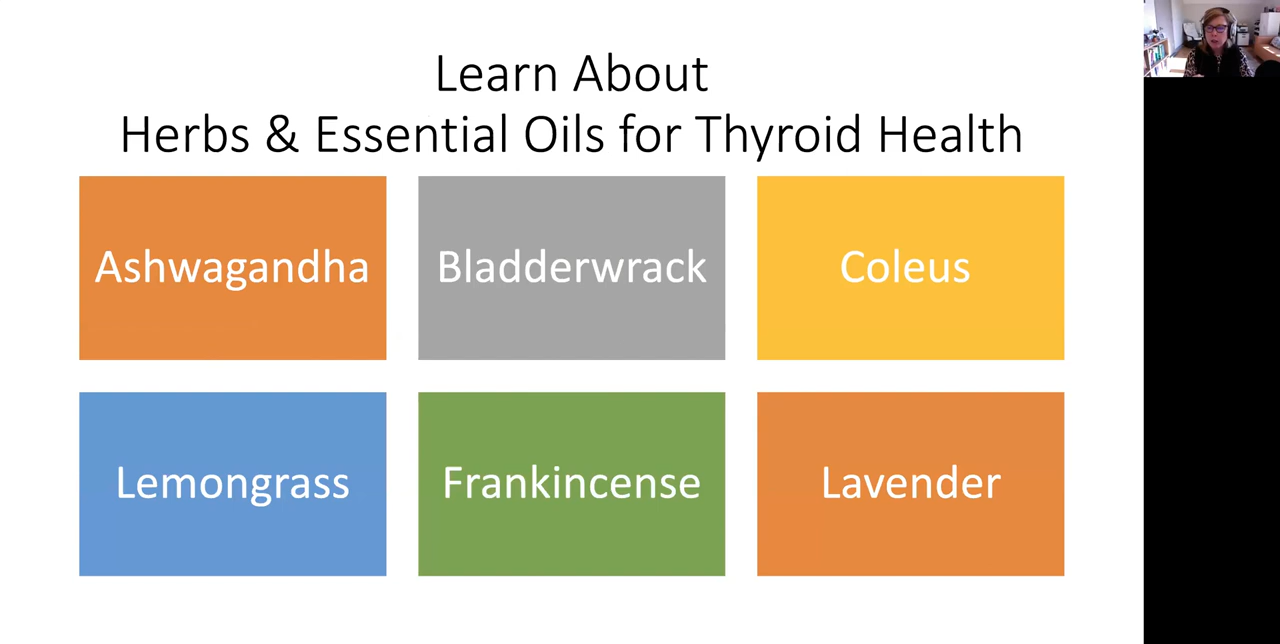 Learn About
Herbs & Essential Oils for Thyroid Health
Ashwagandha
Bladderwrack
Coleus
Lemongrass
Frankincense
Lavender